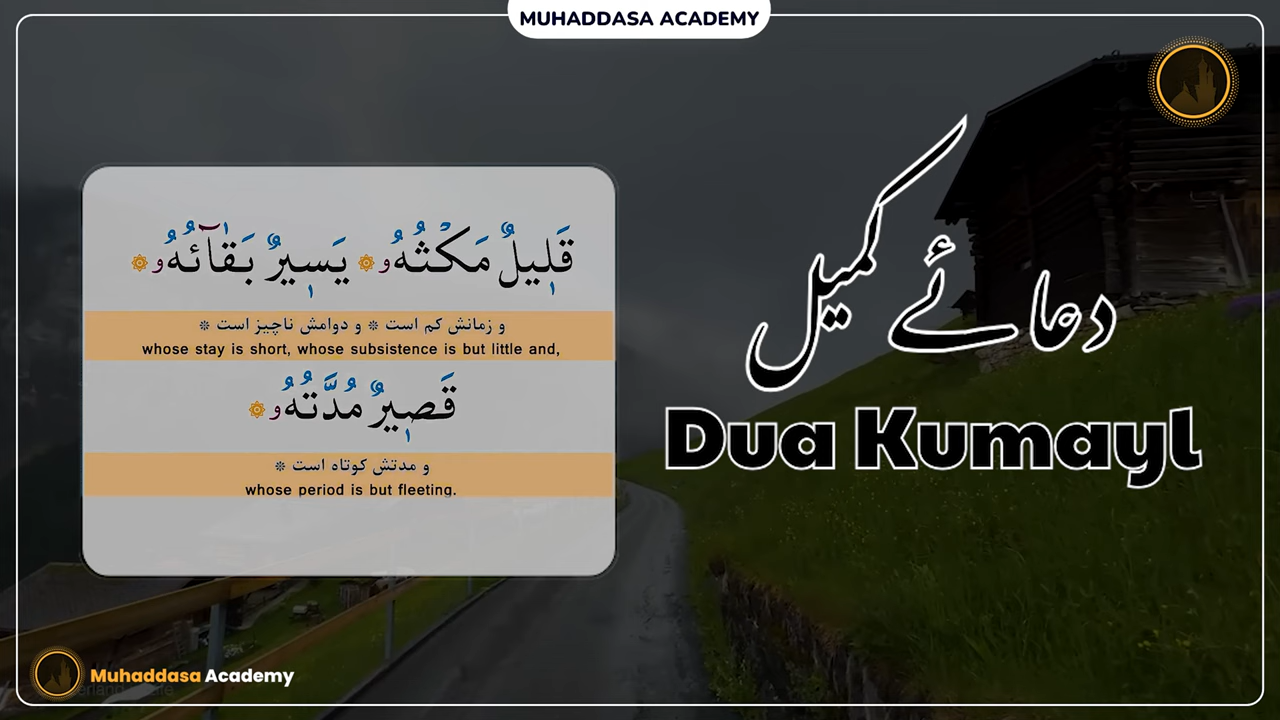 MUHADDASA ACADEMY
قَلِيلٌ مَكْثُهُ و ۞ يَسِيرٌ بَقٰآئُهُ و ۞
و زمانش کم است * و دوامش ناچیز است *
whose stay is short, whose subsistence is but little and,
قَصِيرٌ مُدَّتُهُ و ۞
و مدتش کوتاه است *
whose period is but fleeting.
دعائے کمیل
Dua Kumayl
Muhaddasa Academy